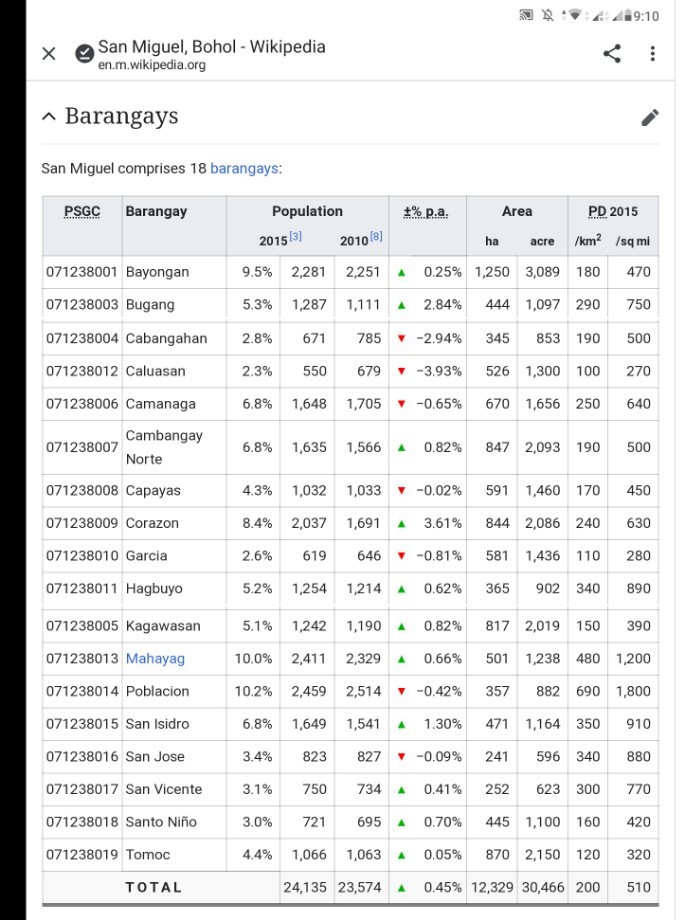 9:10
San Miguel, Bohol - Wikipedia
en.m.wikipedia.org
Barangays
San Miguel comprises 18 barangays:
PSGC Barangay Population ±% p.a. Area PD 2015
2015[3] 2010[8] ha acre /km2 /sq mi
071238001 Bayongan 9.5% 2,281 2,251 ▲ 0.25% 1,250 3,089 180 470
071238003 Bugang 5.3% 1,287 1,111 ▲ 2.84% 444 1,097 290 750
071238004 Cabangahan 2.8% 671 785 ▼ −2.94% 345 853 190 500
071238012 Caluasan 2.3% 550 679 ▼ −3.93% 526 1,300 100 270
071238006 Camanaga 6.8% 1,648 1,705 ▼ −0.65% 670 1,656 250 640
071238007 Cambangay Norte 6.8% 1,635 1,566 ▲ 0.82% 847 2,093 190 500
071238008 Capayas 4.3% 1,032 1,033 ▼ −0.02% 591 1,460 170 450
071238009 Corazon 8.4% 2,037 1,691 ▲ 3.61% 844 2,086 240 630
071238010 Garcia 2.6% 619 646 ▼ −0.81% 581 1,436 110 280
071238011 Hagbuyo 5.2% 1,254 1,214 ▲ 0.62% 365 902 340 890
071238005 Kagawasan 5.1% 1,242 1,190 ▲ 0.82% 817 2,019 150 390
071238013 Mahayag 10.0% 2,411 2,329 ▲ 0.66% 501 1,238 480 1,200
071238014 Poblacion 10.2% 2,459 2,514 ▼ −0.42% 357 882 690 1,800
071238015 San Isidro 6.8% 1,649 1,541 ▲ 1.30% 471 1,164 350 910
071238016 San Jose 3.4% 823 827 ▼ −0.09% 241 596 340 880
071238017 San Vicente 3.1% 750 734 ▲ 0.41% 252 623 300 770
071238018 Santo Niño 3.0% 721 695 ▲ 0.70% 445 1,100 160 420
071238019 Tomoc 4.4% 1,066 1,063 ▲ 0.05% 870 2,150 120 320
TOTAL 24,135 23,574 ▲ 0.45% 12,329 30,466 200 510